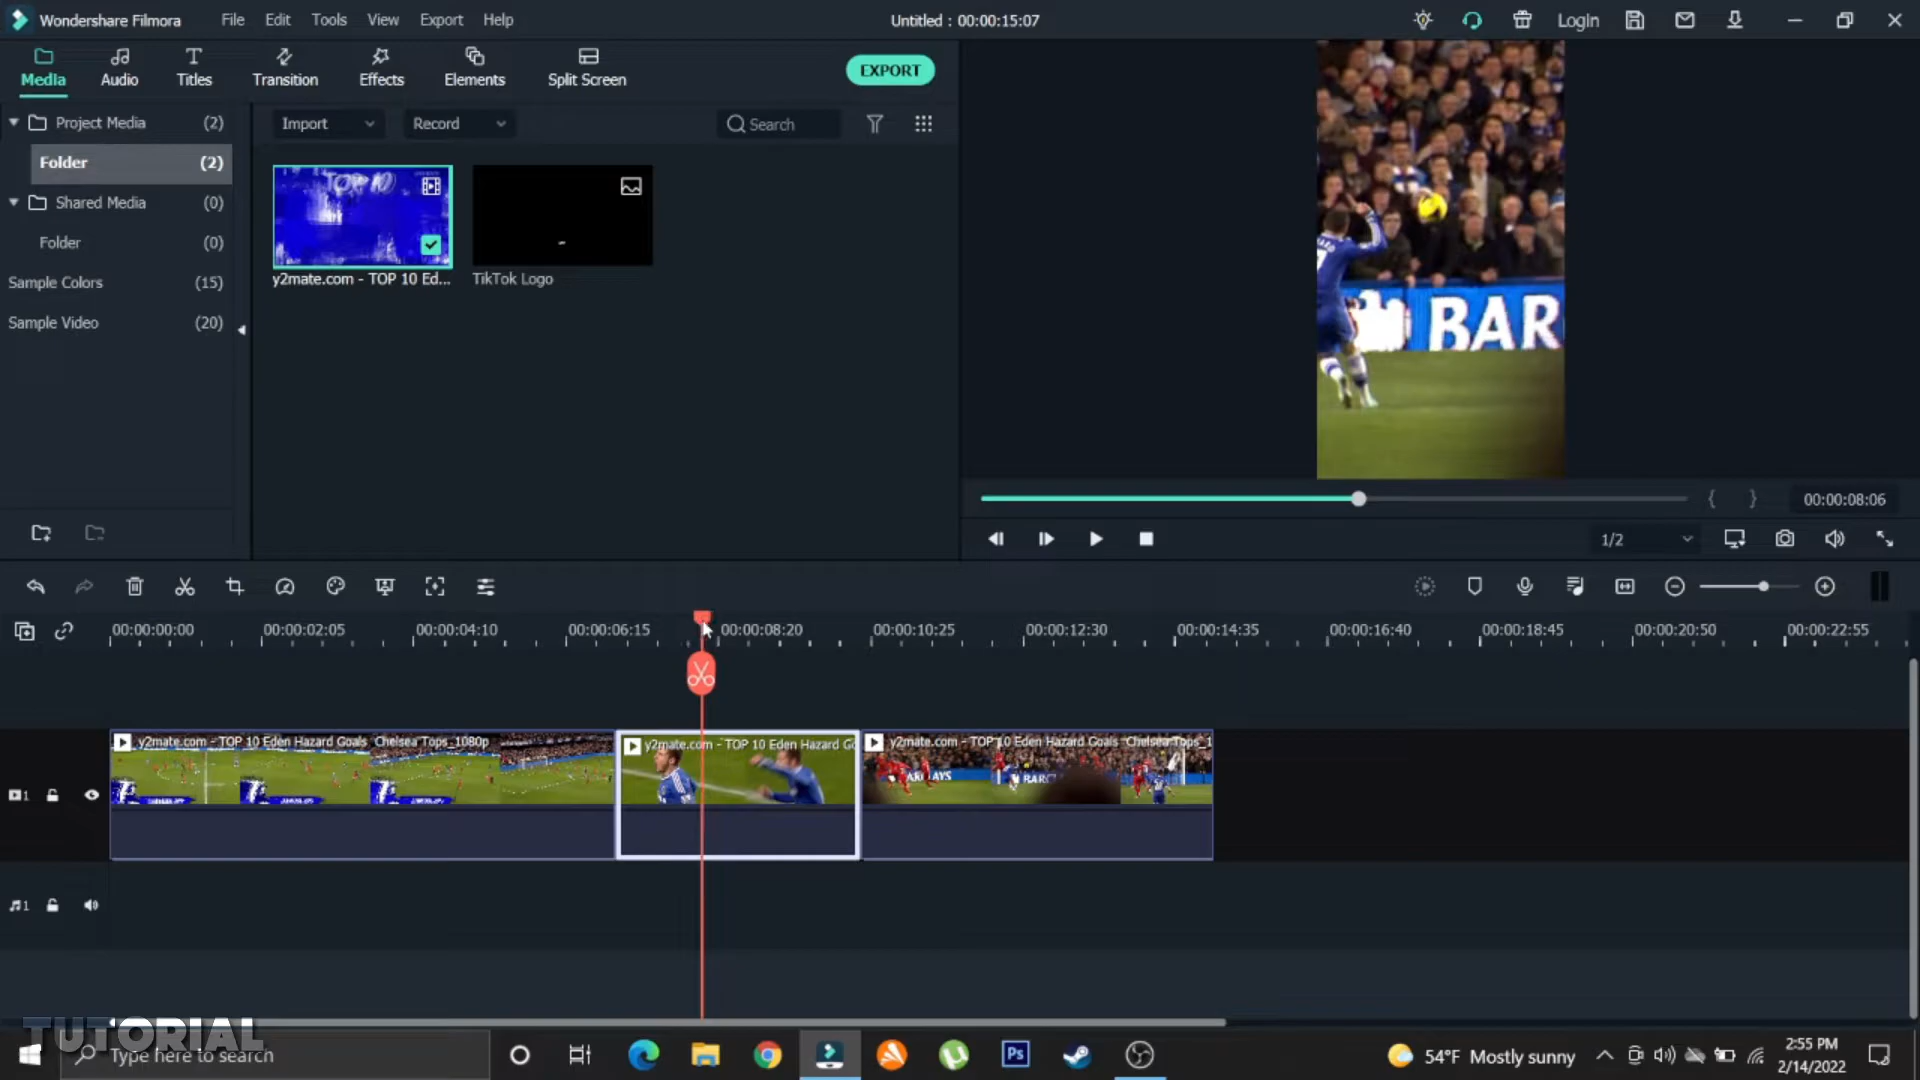 Wondershare Filmora File Edit Tools View Export Help Untitled : 00:00:15:07 Login
Media Audio Titles Transition Effects Elements Split Screen EXPORT
Project Media (2)
Folder (2)
Shared Media (0)
Folder (0)
Sample Colors (15)
Sample Video (20)
Import Record Search
TOP 10
y2mate.com - TOP 10 Ed... TikTok Logo
BAR
00:00:08:06
1/2
00:00:00:00 00:00:02:05 00:00:04:10 00:00:06:15 00:00:08:20 00:00:10:25 00:00:12:30 00:00:14:35 00:00:16:40 00:00:18:45 00:00:20:50 00:00:22:55
y2mate.com - TOP 10 Eden Hazard Goals Chelsea Tops_1080p y2mate.com - TOP 10 Eden Hazard Go y2mate.com - TOP 10 Eden Hazard Goals Chelsea Tops_1
1
1
TUTORIAL
Type here to search
Ps
54°F Mostly sunny
2:55 PM
2/14/2022